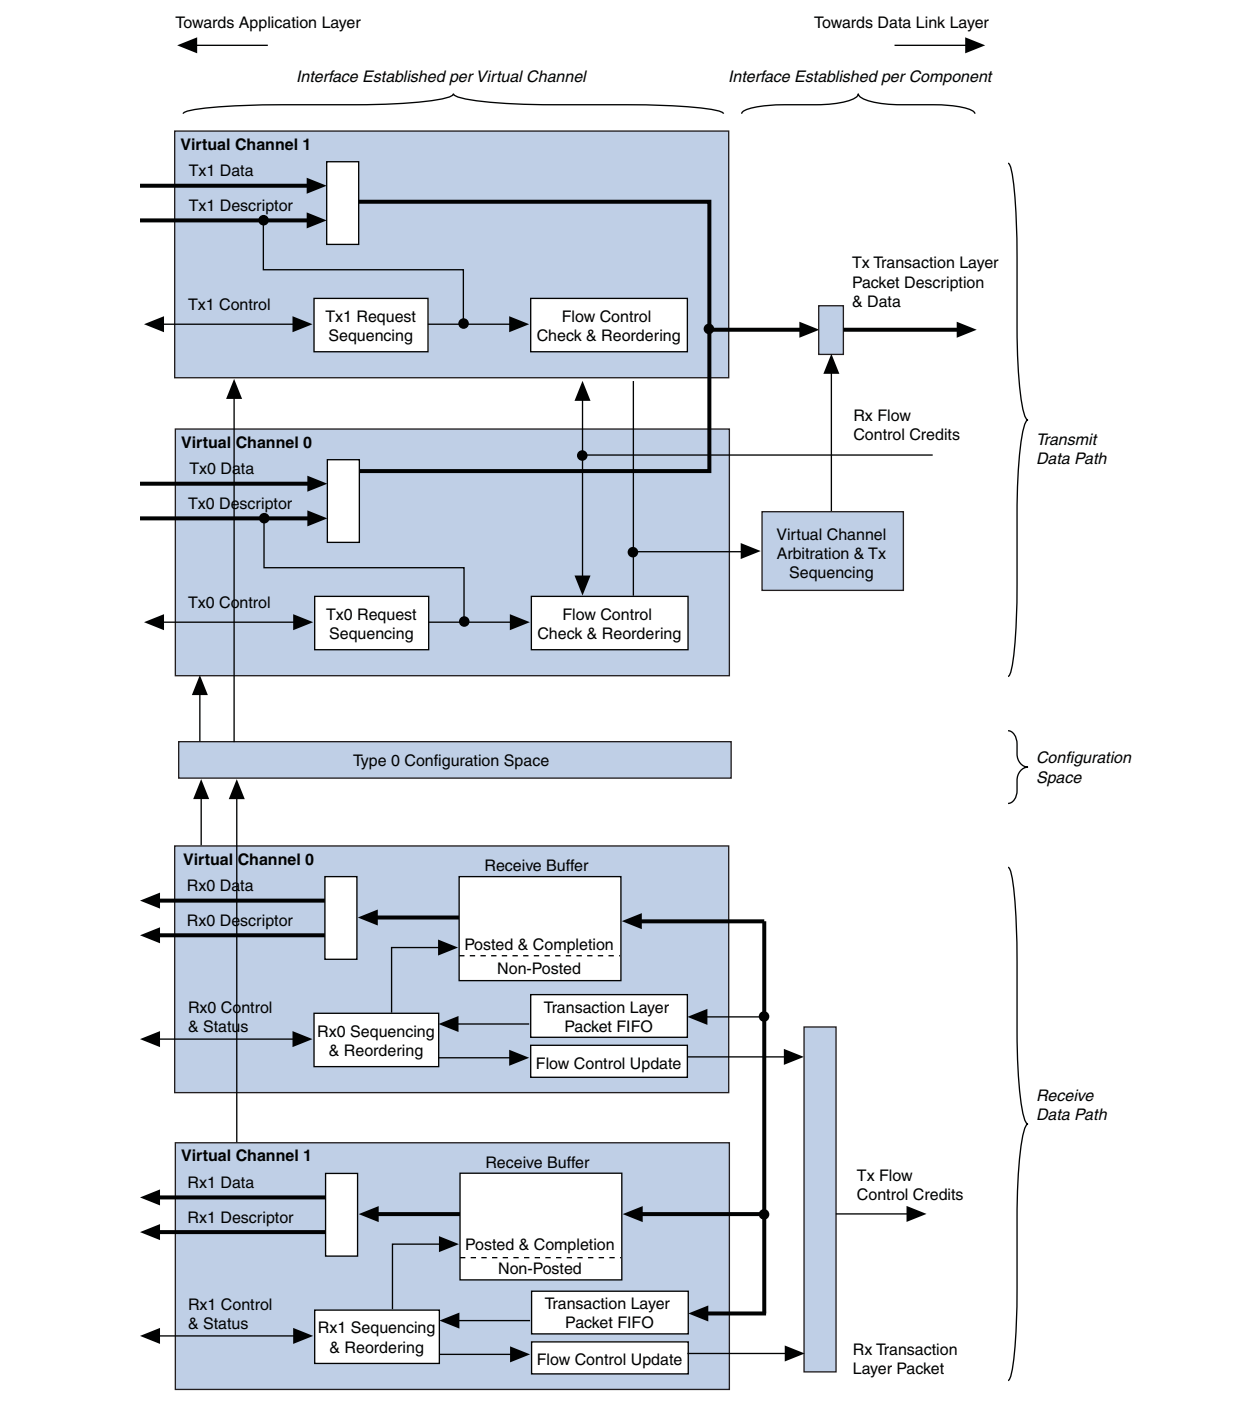 Towards Application Layer
Towards Data Link Layer
Interface Established per Virtual Channel
Interface Established per Component
Virtual Channel 1
Tx1 Data
Tx1 Descriptor
Tx1 Control
Tx1 Request
Sequencing
Flow Control
Check & Reordering
Tx Transaction Layer
Packet Description
& Data
Rx Flow
Control Credits
Transmit
Data Path
Virtual Channel 0
Tx0 Data
Tx0 Descriptor
Tx0 Control
Tx0 Request
Sequencing
Flow Control
Check & Reordering
Virtual Channel
Arbitration & Tx
Sequencing
Type 0 Configuration Space
Configuration
Space
Virtual Channel 0
Receive Buffer
Rx0 Data
Rx0 Descriptor
Posted & Completion
Non-Posted
Rx0 Control
& Status
Rx0 Sequencing
& Reordering
Transaction Layer
Packet FIFO
Flow Control Update
Receive
Data Path
Virtual Channel 1
Receive Buffer
Rx1 Data
Rx1 Descriptor
Posted & Completion
Non-Posted
Rx1 Control
& Status
Rx1 Sequencing
& Reordering
Transaction Layer
Packet FIFO
Flow Control Update
Tx Flow
Control Credits
Rx Transaction
Layer Packet